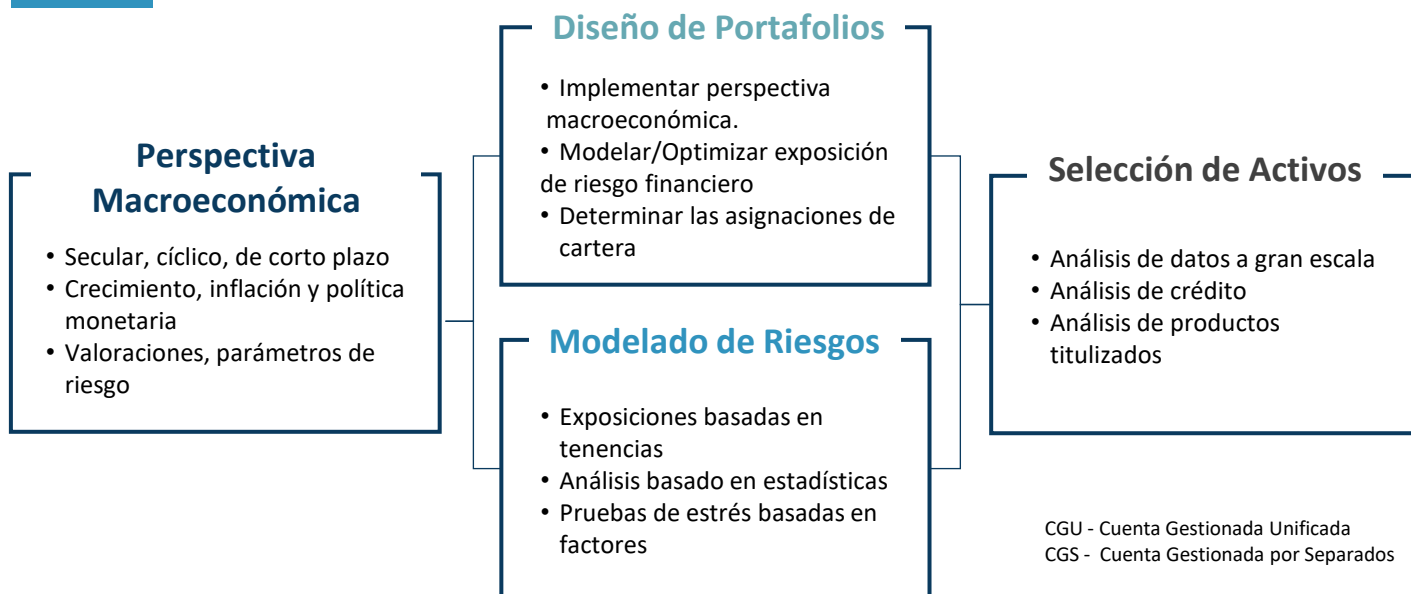 Perspectiva
Macroeconómica
• Secular, cíclico, de corto plazo
• Crecimiento, inflación y política
monetaria
• Valoraciones, parámetros de
riesgo
Diseño de Portafolios
• Implementar perspectiva
macroeconómica.
• Modelar/Optimizar exposición
de riesgo financiero
• Determinar las asignaciones de
cartera
Modelado de Riesgos
• Exposiciones basadas en
tenencias
• Análisis basado en estadísticas
• Pruebas de estrés basadas en
factores
Selección de Activos
• Análisis de datos a gran escala
• Análisis de crédito
• Análisis de productos
titulizados
CGU - Cuenta Gestionada Unificada
CGS - Cuenta Gestionada por Separados